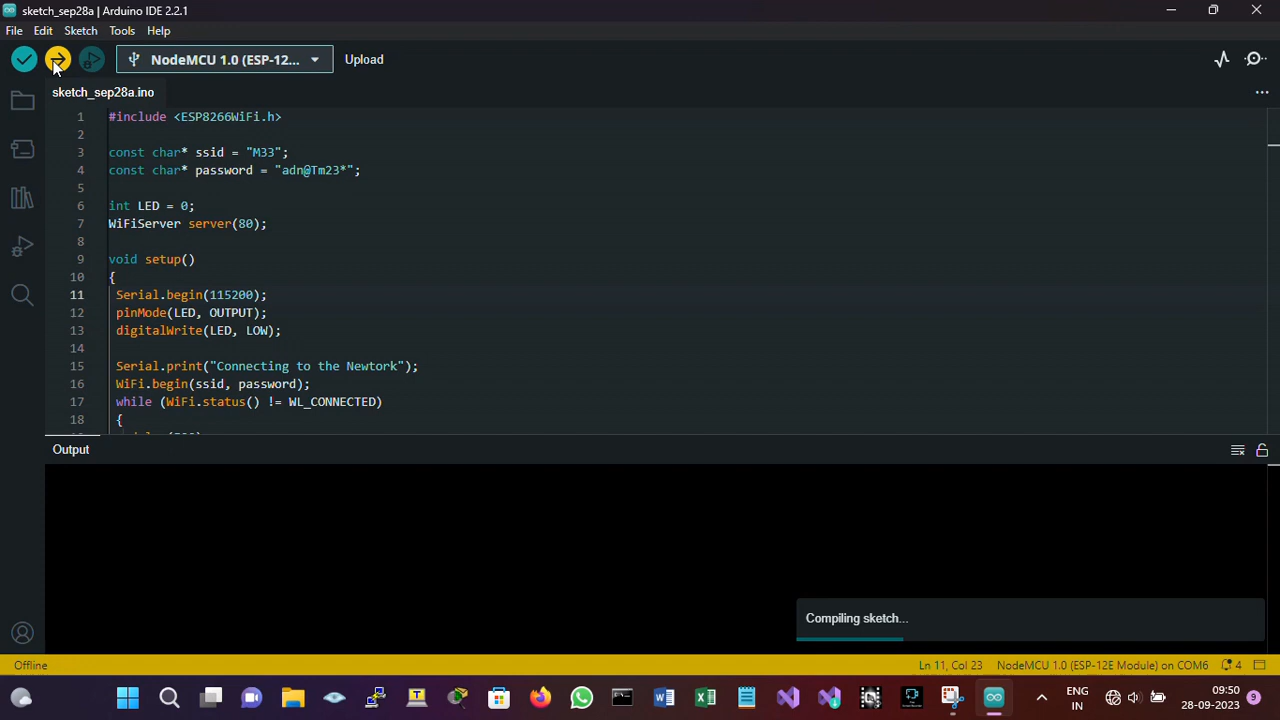 sketch_sep28a | Arduino IDE 2.2.1
File Edit Sketch Tools Help
NodeMCU 1.0 (ESP-12... Upload
sketch_sep28a.ino
1 #include <ESP8266WiFi.h>
2
3 const char* ssid = "M33";
4 const char* password = "adn@Tm23*";
5
6 int LED = 0;
7 WiFiServer server(80);
8
9 void setup()
10 {
11 Serial.begin(115200);
12 pinMode(LED, OUTPUT);
13 digitalWrite(LED, LOW);
14
15 Serial.print("Connecting to the Newtork");
16 WiFi.begin(ssid, password);
17 while (WiFi.status() != WL_CONNECTED)
18 {
Output
Compiling sketch...
Offline Ln 11, Col 23 NodeMCU 1.0 (ESP-12E Module) on COM6 4
ENG
IN
09:50
28-09-2023
9